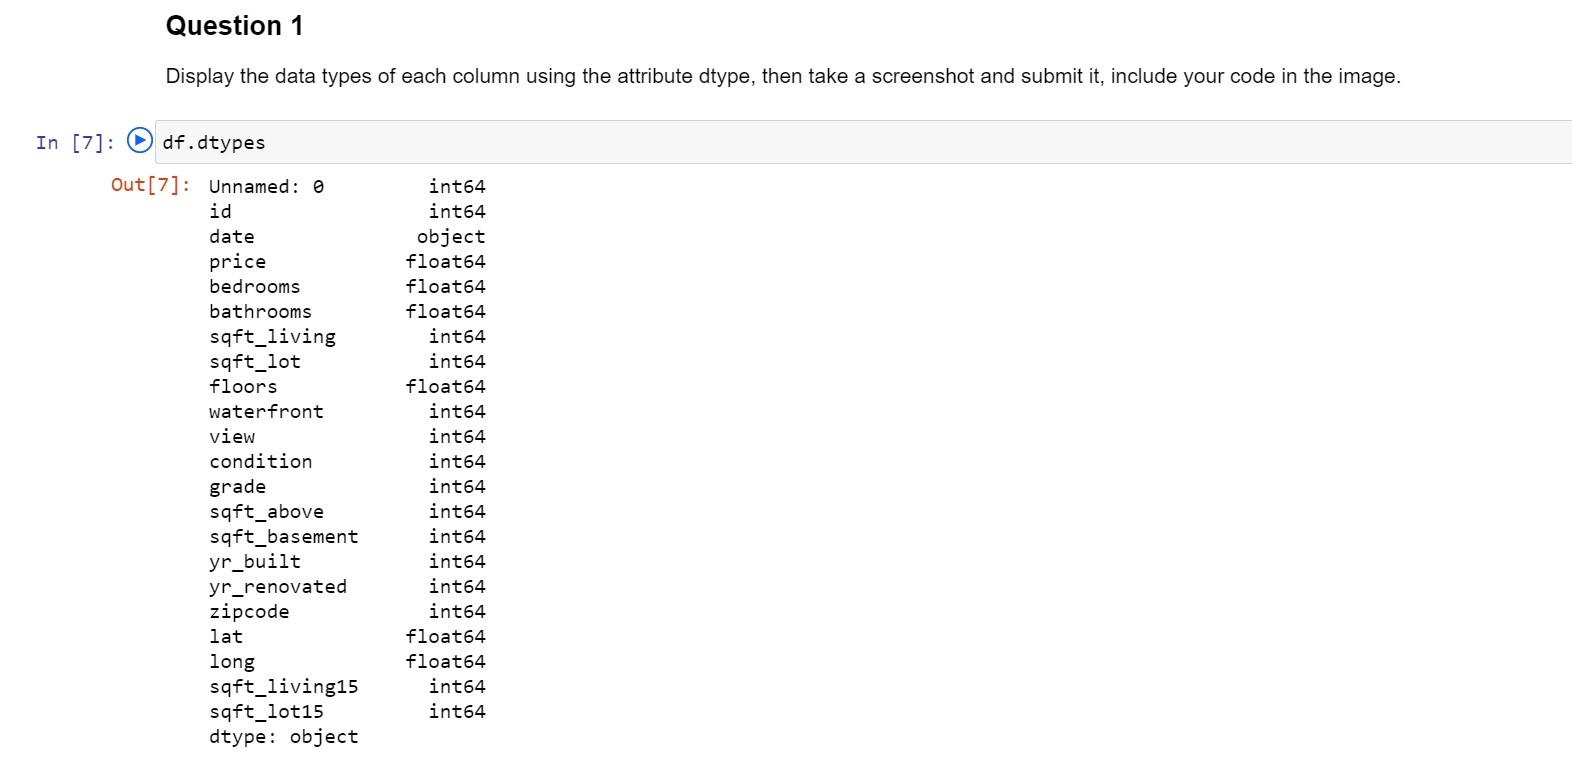 Question 1
Display the data types of each column using the attribute dtype, then take a screenshot and submit it, include your code in the image.
In [7]: df.dtypes
Out[7]: Unnamed: 0 int64
id int64
date object
price float64
bedrooms float64
bathrooms float64
sqft_living int64
sqft_lot int64
floors float64
waterfront int64
view int64
condition int64
grade int64
sqft_above int64
sqft_basement int64
yr_built int64
yr_renovated int64
zipcode int64
lat float64
long float64
sqft_living15 int64
sqft_lot15 int64
dtype: object